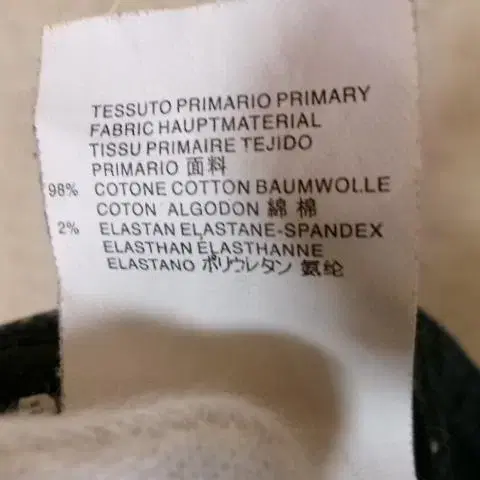 TESSUTO PRIMARIO PRIMARY
FABRIC HAUPTMATERIAL
TISSU PRIMAIRE TEJIDO
PRIMARIO 面料
98% COTONE COTTON BAUMWOLLE
COTON ALGODON 綿 棉
2% ELASTAN ELASTANE-SPANDEX
ELASTHAN ÉLASTHANNE
ELASTANO ポリウレタン 氨纶